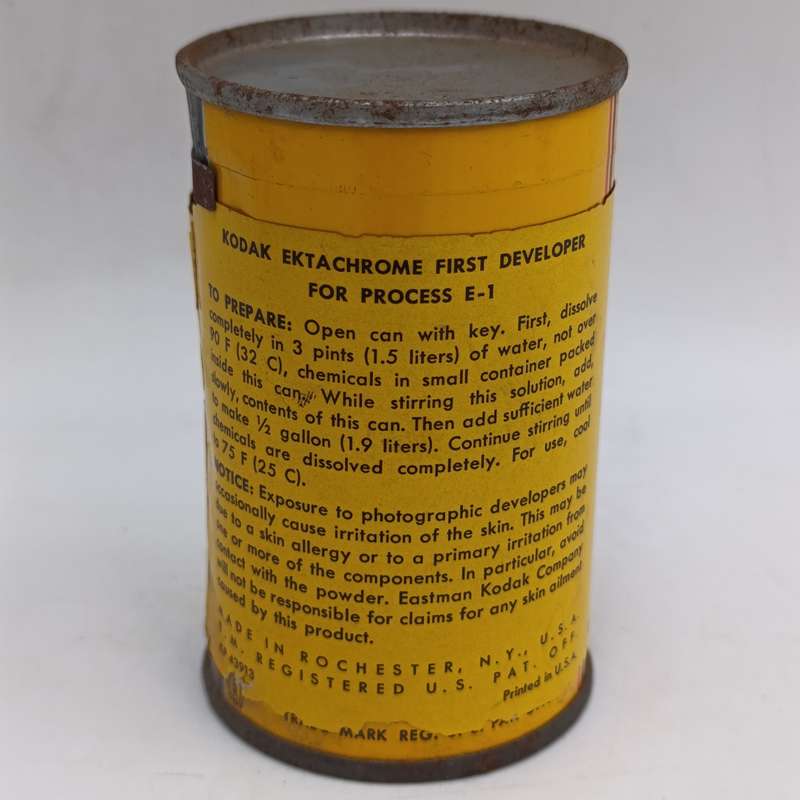 KODAK EKTACHROME FIRST DEVELOPER
FOR PROCESS E-1
TO PREPARE: Open can with key. First, dissolve
completely in 3 pints (1.5 liters) of water, not over
90 F (32 C), chemicals in small container packed
inside this can. While stirring this solution, add,
slowly, contents of this can. Then add sufficient water
to make ½ gallon (1.9 liters). Continue stirring until
chemicals are dissolved completely. For use, cool
to 75 F (25 C).
NOTICE: Exposure to photographic developers may
occasionally cause irritation of the skin. This may be
due to a skin allergy or to a primary irritation from
one or more of the components. In particular, avoid
contact with the powder. Eastman Kodak Company
will not be responsible for claims for any skin ailment
caused by this product.
MADE IN ROCHESTER, N.Y., U.S.A.
T.M. REGISTERED U.S. PAT. OFF.
KP 43913
Printed in U.S.A.
MARK REG.